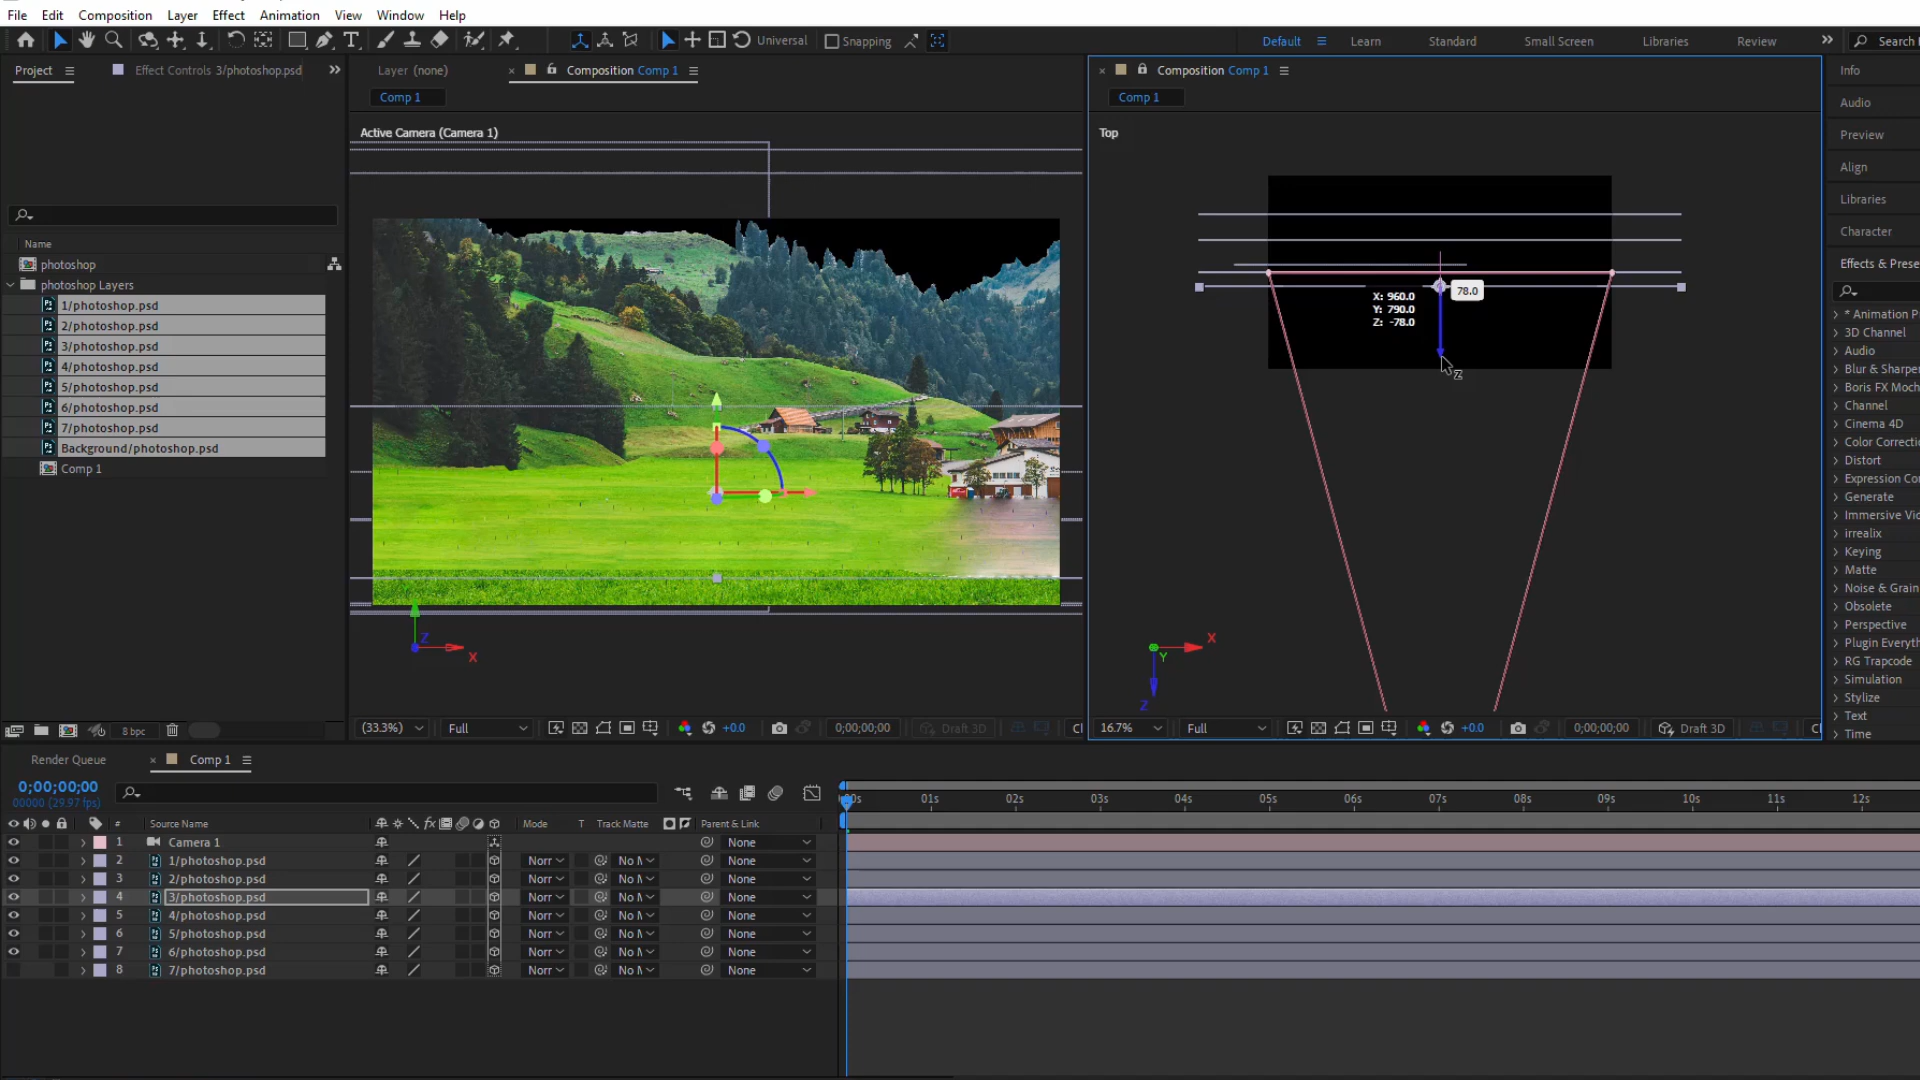 File Edit Composition Layer Effect Animation View Window Help
Universal Snapping Default Learn Standard Small Screen Libraries Review Search
Project Effect Controls 3/photoshop.psd
Layer (none) Composition Comp 1
Composition Comp 1
Comp 1
Comp 1
Active Camera (Camera 1)
Top
Name
photoshop
photoshop Layers
1/photoshop.psd
2/photoshop.psd
3/photoshop.psd
4/photoshop.psd
5/photoshop.psd
6/photoshop.psd
7/photoshop.psd
Background/photoshop.psd
Comp 1
8 bpc
Z
X
(33.3%) Full +0.0 0;00;00;00 Draft 3D
X: 960.0
Y: 790.0
Z: -78.0
78.0
Z
X
Y
Z
16.7% Full +0.0 0;00;00;00 Draft 3D
Info
Audio
Preview
Align
Libraries
Character
Effects & Prese
* Animation P
3D Channel
Audio
Blur & Sharper
Boris FX Moch
Channel
Cinema 4D
Color Correctio
Distort
Expression Co
Generate
Immersive Vid
irrealix
Keying
Matte
Noise & Grain
Obsolete
Perspective
Plugin Everyth
RG Trapcode
Simulation
Stylize
Text
Time
Render Queue Comp 1
0;00;00;00
00000 (29.97 fps)
:00s 01s 02s 03s 04s 05s 06s 07s 08s 09s 10s 11s 12s
# Source Name fx Mode T Track Matte Parent & Link
1 Camera 1 None
2 1/photoshop.psd Norr No M None
3 2/photoshop.psd Norr No M None
4 3/photoshop.psd Norr No M None
5 4/photoshop.psd Norr No M None
6 5/photoshop.psd Norr No M None
7 6/photoshop.psd Norr No M None
8 7/photoshop.psd Norr No M None